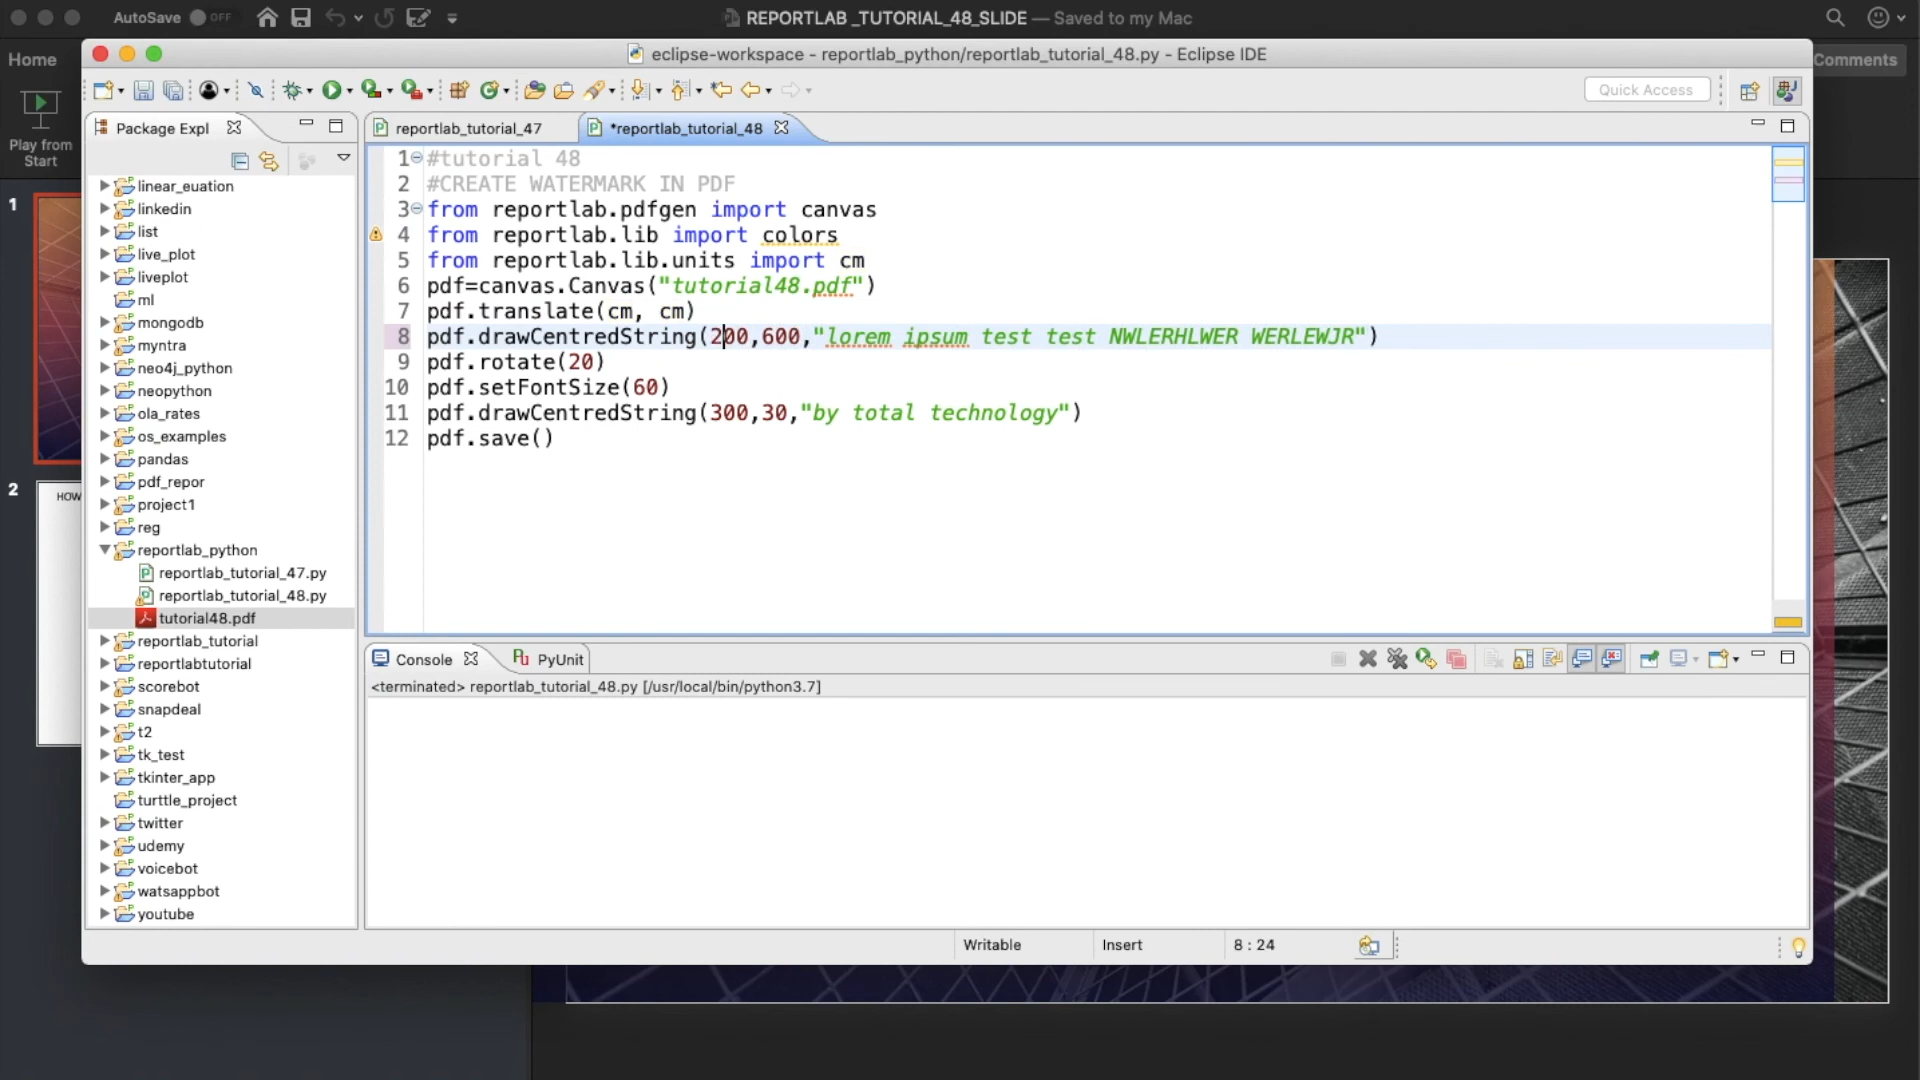 AutoSave OFF
REPORTLAB _TUTORIAL_48_SLIDE — Saved to my Mac
Home
Comments
Play from
Start
1
2
HOW
eclipse-workspace - reportlab_python/reportlab_tutorial_48.py - Eclipse IDE
Quick Access
Package Expl
linear_euation
linkedin
list
live_plot
liveplot
ml
mongodb
myntra
neo4j_python
neopython
ola_rates
os_examples
pandas
pdf_repor
project1
reg
reportlab_python
reportlab_tutorial_47.py
reportlab_tutorial_48.py
tutorial48.pdf
reportlab_tutorial
reportlabtutorial
scorebot
snapdeal
t2
tk_test
tkinter_app
turttle_project
twitter
udemy
voicebot
watsappbot
youtube
reportlab_tutorial_47
*reportlab_tutorial_48
1 #tutorial 48
2 #CREATE WATERMARK IN PDF
3 from reportlab.pdfgen import canvas
4 from reportlab.lib import colors
5 from reportlab.lib.units import cm
6 pdf=canvas.Canvas("tutorial48.pdf")
7 pdf.translate(cm, cm)
8 pdf.drawCentredString(200,600,"lorem ipsum test test NWLERHLWER WERLEWJR")
9 pdf.rotate(20)
10 pdf.setFontSize(60)
11 pdf.drawCentredString(300,30,"by total technology")
12 pdf.save()
Console
PyUnit
<terminated> reportlab_tutorial_48.py [/usr/local/bin/python3.7]
Writable
Insert
8 : 24